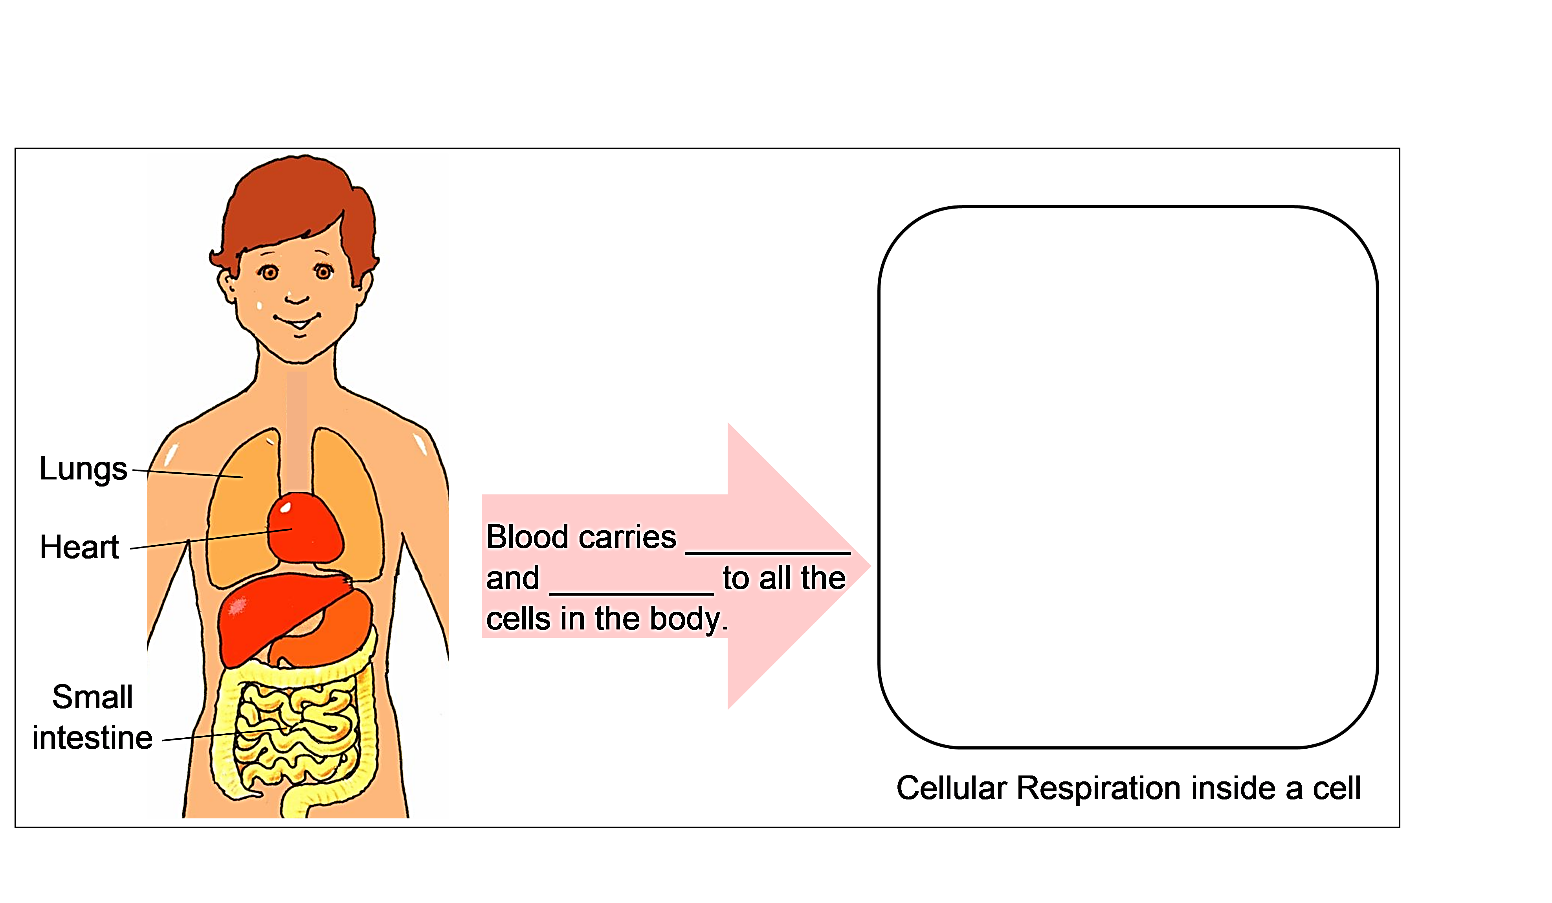 Lungs
Heart
Small
intestine
Blood carries __________
and __________ to all the
cells in the body.
Cellular Respiration inside a cell